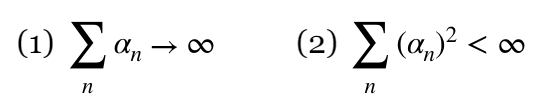 (1) ∑ₙ αₙ → ∞ (2) ∑ₙ (αₙ)² < ∞